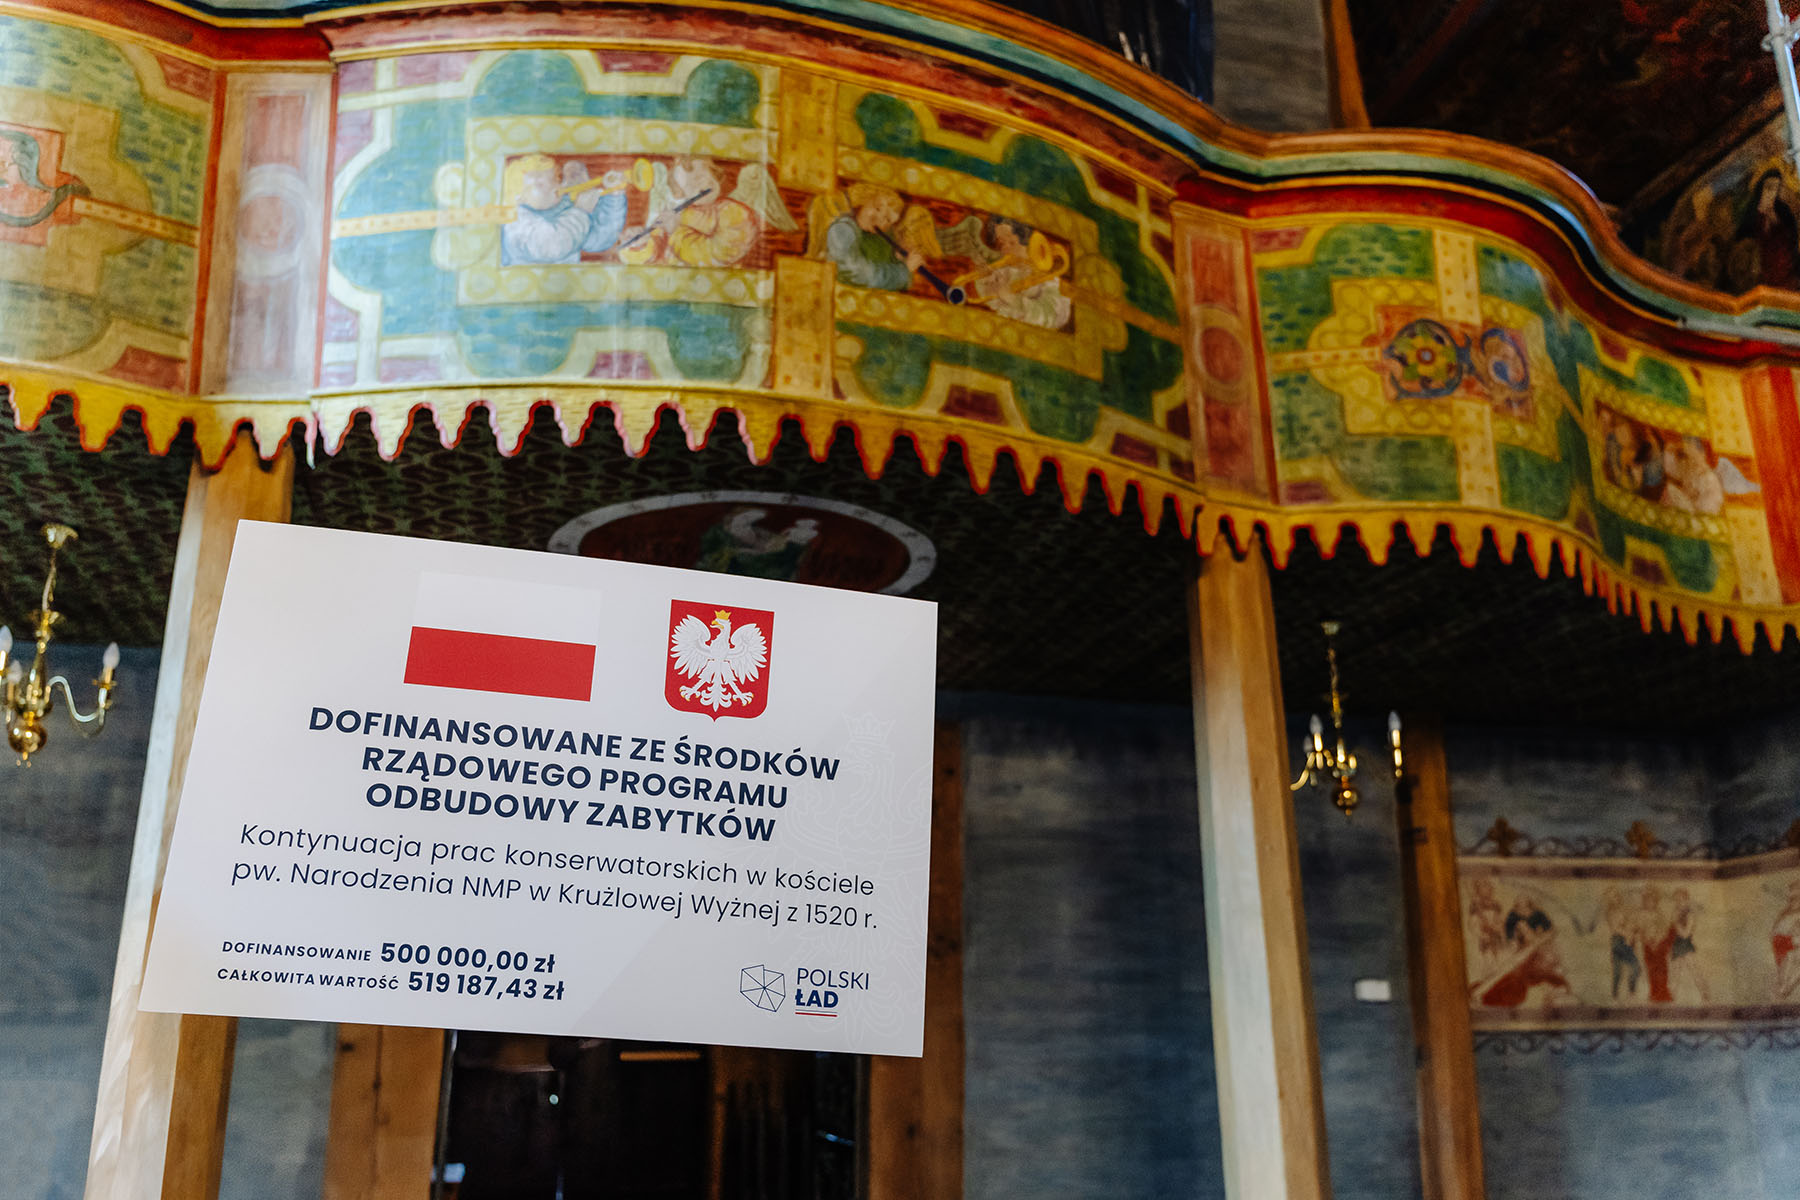 DOFINANSOWANE ZE ŚRODKÓW
RZĄDOWEGO PROGRAMU
ODBUDOWY ZABYTKÓW
Kontynuacja prac konserwatorskich w kościele
pw. Narodzenia NMP w Krużlowej Wyżnej z 1520 r.
DOFINANSOWANIE 500 000,00 zł
CAŁKOWITA WARTOŚĆ 519 187,43 zł
POLSKI
ŁAD